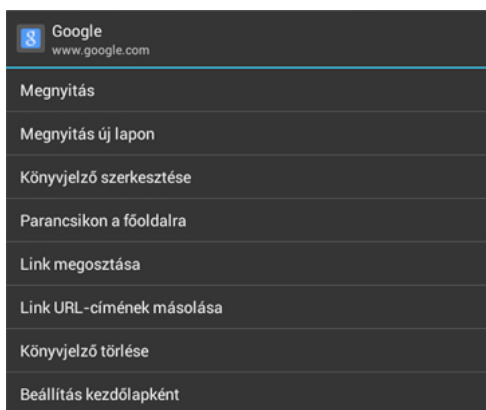 Google
www.google.com
Megnyitás
Megnyitás új lapon
Könyvjelző szerkesztése
Parancsikon a főoldalra
Link megosztása
Link URL-címének másolása
Könyvjelző törlése
Beállítás kezdőlapként